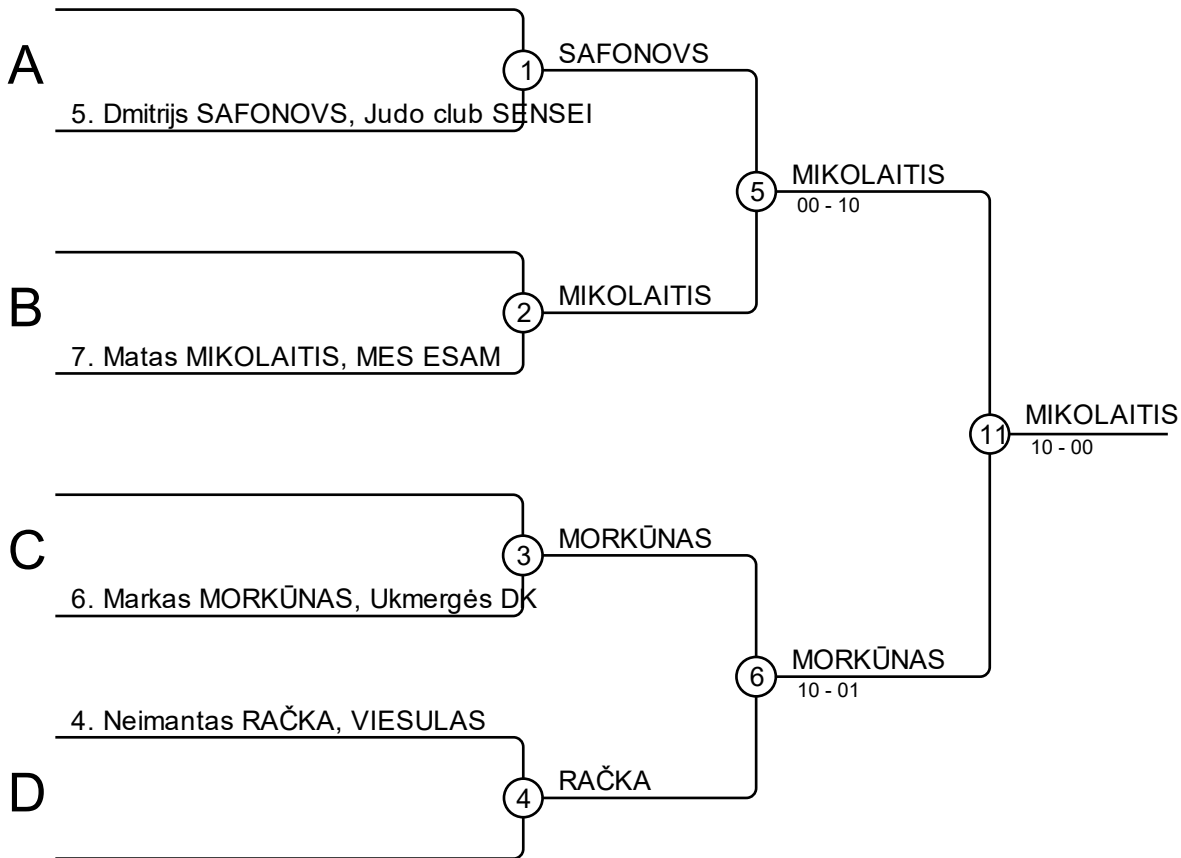 A
1
SAFONOVS
5. Dmitrijs SAFONOVS, Judo club SENSEI
5
MIKOLAITIS
00 - 10
B
2
MIKOLAITIS
7. Matas MIKOLAITIS, MES ESAM
11
MIKOLAITIS
10 - 00
C
3
MORKŪNAS
6. Markas MORKŪNAS, Ukmergės DK
6
MORKŪNAS
10 - 01
4. Neimantas RAČKA, VIESULAS
D
4
RAČKA